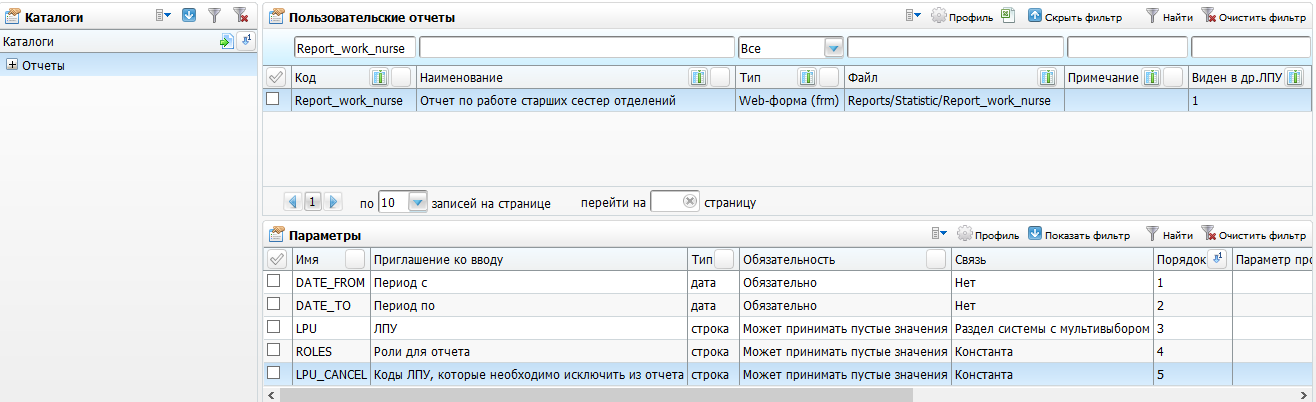 Каталоги
Каталоги
Отчеты
Пользовательские отчеты
Профиль Скрыть фильтр Найти Очистить фильтр
Report_work_nurse Все
Код Наименование Тип Файл Примечание Виден в др.ЛПУ
Report_work_nurse Отчет по работе старших сестер отделений Web-форма (frm) Reports/Statistic/Report_work_nurse 1
1 по 10 записей на странице перейти на страницу
Параметры
Профиль Показать фильтр Найти Очистить фильтр
Имя Приглашение ко вводу Тип Обязательность Связь Порядок Параметр про
DATE_FROM Период с дата Обязательно Нет 1
DATE_TO Период по дата Обязательно Нет 2
LPU ЛПУ строка Может принимать пустые значения Раздел системы с мультивыбором 3
ROLES Роли для отчета строка Может принимать пустые значения Константа 4
LPU_CANCEL Коды ЛПУ, которые необходимо исключить из отчета строка Может принимать пустые значения Константа 5